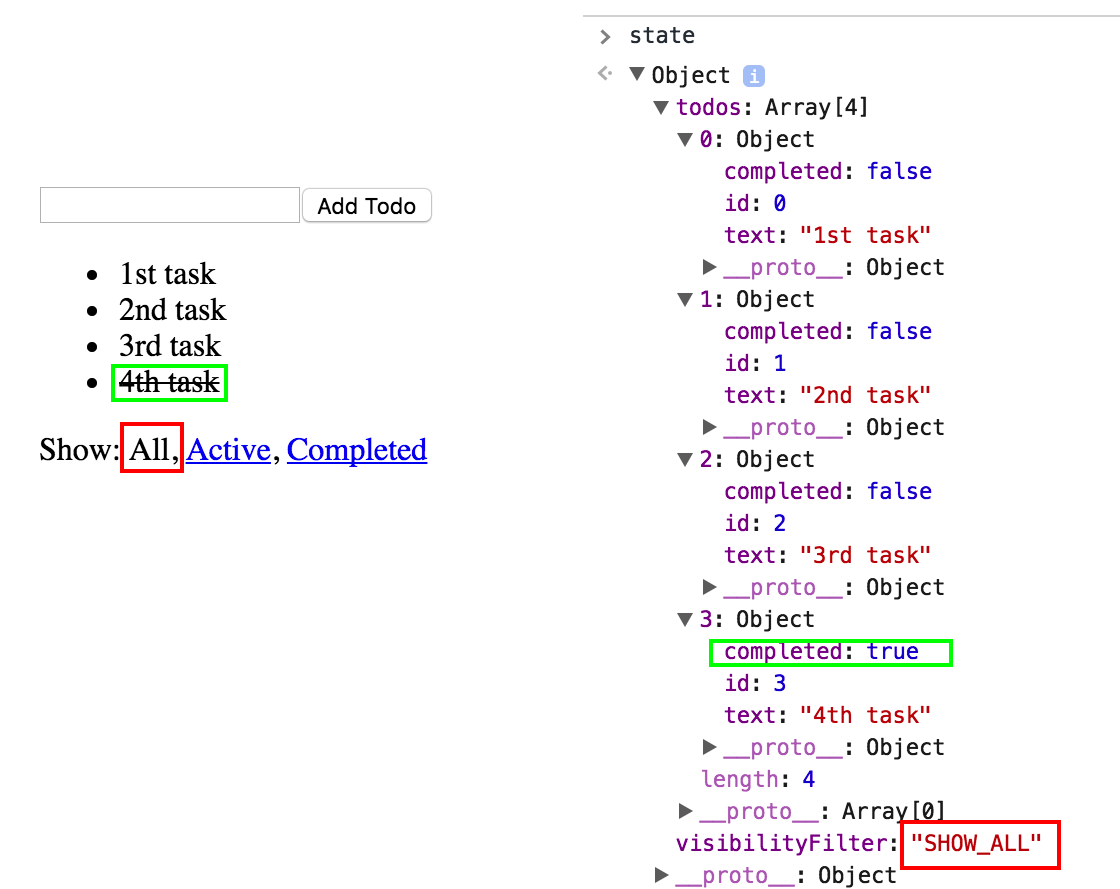 Add Todo
1st task
2nd task
3rd task
4th task
Show: All, Active, Completed
state
Object i
todos: Array[4]
0: Object
completed: false
id: 0
text: "1st task"
__proto__: Object
1: Object
completed: false
id: 1
text: "2nd task"
__proto__: Object
2: Object
completed: false
id: 2
text: "3rd task"
__proto__: Object
3: Object
completed: true
id: 3
text: "4th task"
__proto__: Object
length: 4
__proto__: Array[0]
visibilityFilter: "SHOW_ALL"
__proto__: Object